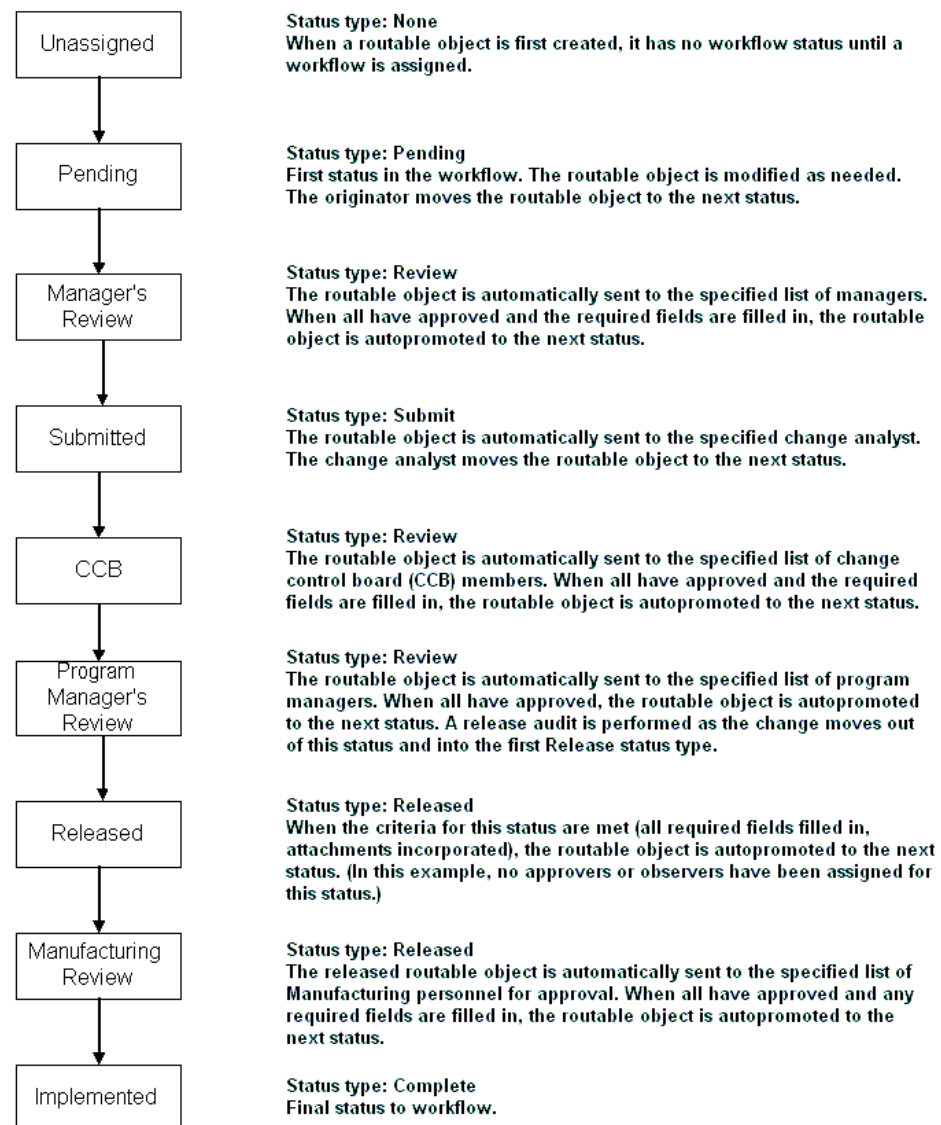 Unassigned
Status type: None
When a routable object is first created, it has no workflow status until a
workflow is assigned.
Pending
Status type: Pending
First status in the workflow. The routable object is modified as needed.
The originator moves the routable object to the next status.
Manager's
Review
Status type: Review
The routable object is automatically sent to the specified list of managers.
When all have approved and the required fields are filled in, the routable
object is autopromoted to the next status.
Submitted
Status type: Submit
The routable object is automatically sent to the specified change analyst.
The change analyst moves the routable object to the next status.
CCB
Status type: Review
The routable object is automatically sent to the specified list of change
control board (CCB) members. When all have approved and the required
fields are filled in, the routable object is autopromoted to the next status.
Program
Manager's
Review
Status type: Review
The routable object is automatically sent to the specified list of program
managers. When all have approved, the routable object is autopromoted
to the next status. A release audit is performed as the change moves out
of this status and into the first Release status type.
Released
Status type: Released
When the criteria for this status are met (all required fields filled in,
attachments incorporated), the routable object is autopromoted to the next
status. (In this example, no approvers or observers have been assigned for
this status.)
Manufacturing
Review
Status type: Released
The released routable object is automatically sent to the specified list of
Manufacturing personnel for approval. When all have approved and any
required fields are filled in, the routable object is autopromoted to the
next status.
Implemented
Status type: Complete
Final status to workflow.